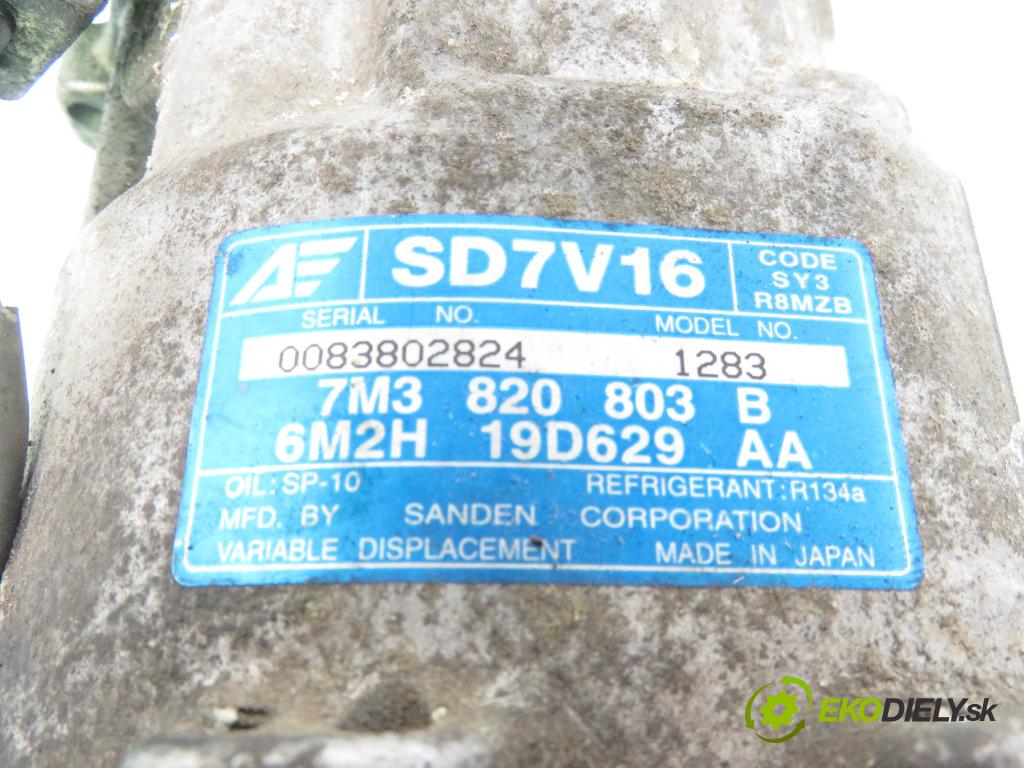 AE SD7V16 CODE
SY3
R8MZB
SERIAL NO. MODEL NO.
0083802824 1283
7M3 820 803 B
6M2H 19D629 AA
OIL: SP-10 REFRIGERANT: R134a
MFD. BY SANDEN CORPORATION
VARIABLE DISPLACEMENT MADE IN JAPAN
EKODIELY.sk